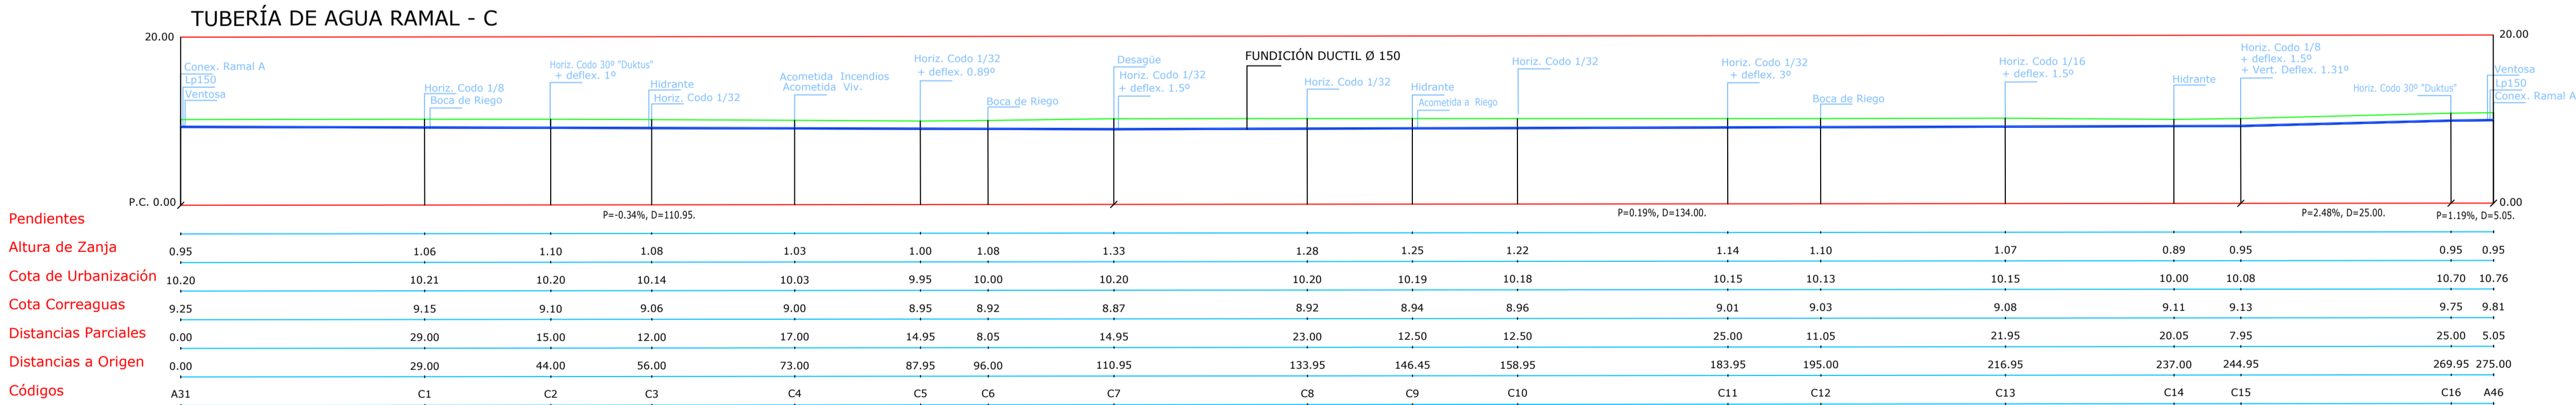 TUBERÍA DE AGUA RAMAL - C
20.00
20.00
Conex. Ramal A
Lp150
Ventosa
Horiz. Codo 1/8
Boca de Riego
Horiz. Codo 30º "Duktus"
+ deflex. 1º
Hidrante
Horiz. Codo 1/32
Acometida Incendios
Acometida Viv.
Horiz. Codo 1/32
+ deflex. 0.89º
Boca de Riego
Desagüe
Horiz. Codo 1/32
+ deflex. 1.5º
FUNDICIÓN DUCTIL Ø 150
Horiz. Codo 1/32
Hidrante
Acometida a Riego
Horiz. Codo 1/32
Horiz. Codo 1/32
+ deflex. 3º
Boca de Riego
Horiz. Codo 1/16
+ deflex. 1.5º
Hidrante
Horiz. Codo 1/8
+ deflex. 1.5º
+ Vert. Deflex. 1.31º
Horiz. Codo 30º "Duktus"
Ventosa
Lp150
Conex. Ramal A
P.C. 0.00
0.00
Pendientes P=-0.34%, D=110.95. P=0.19%, D=134.00. P=2.48%, D=25.00. P=1.19%, D=5.05.
Altura de Zanja 0.95 1.06 1.10 1.08 1.03 1.00 1.08 1.33 1.28 1.25 1.22 1.14 1.10 1.07 0.89 0.95 0.95 0.95
Cota de Urbanización 10.20 10.21 10.20 10.14 10.03 9.95 10.00 10.20 10.20 10.19 10.18 10.15 10.13 10.15 10.00 10.08 10.70 10.76
Cota Correaguas 9.25 9.15 9.10 9.06 9.00 8.95 8.92 8.87 8.92 8.94 8.96 9.01 9.03 9.08 9.11 9.13 9.75 9.81
Distancias Parciales 0.00 29.00 15.00 12.00 17.00 14.95 8.05 14.95 23.00 12.50 12.50 25.00 11.05 21.95 20.05 7.95 25.00 5.05
Distancias a Origen 0.00 29.00 44.00 56.00 73.00 87.95 96.00 110.95 133.95 146.45 158.95 183.95 195.00 216.95 237.00 244.95 269.95 275.00
Códigos A31 C1 C2 C3 C4 C5 C6 C7 C8 C9 C10 C11 C12 C13 C14 C15 C16 A46